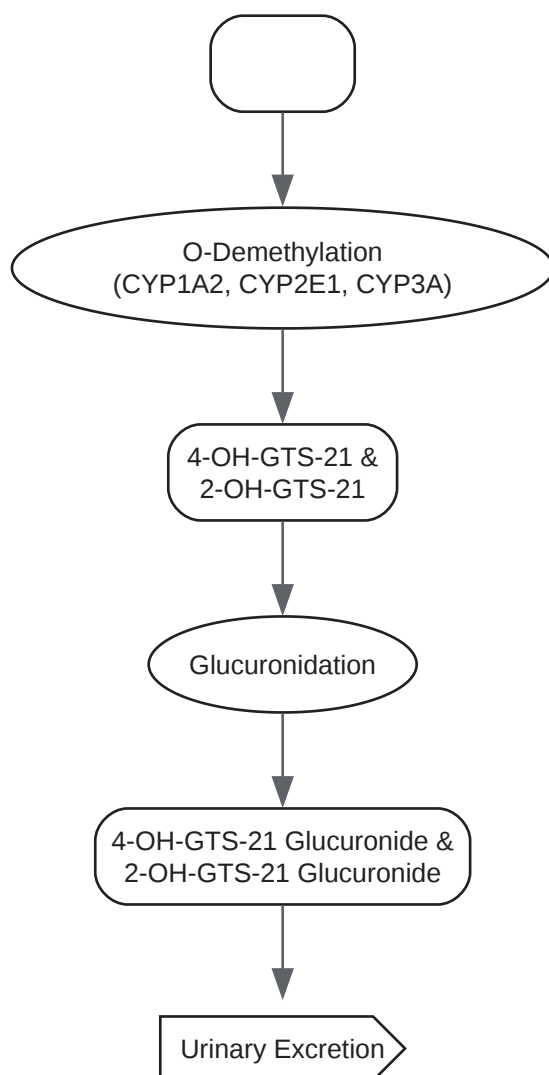 O-Demethylation
(CYP1A2, CYP2E1, CYP3A)
4-OH-GTS-21 &
2-OH-GTS-21
Glucuronidation
4-OH-GTS-21 Glucuronide &
2-OH-GTS-21 Glucuronide
Urinary Excretion